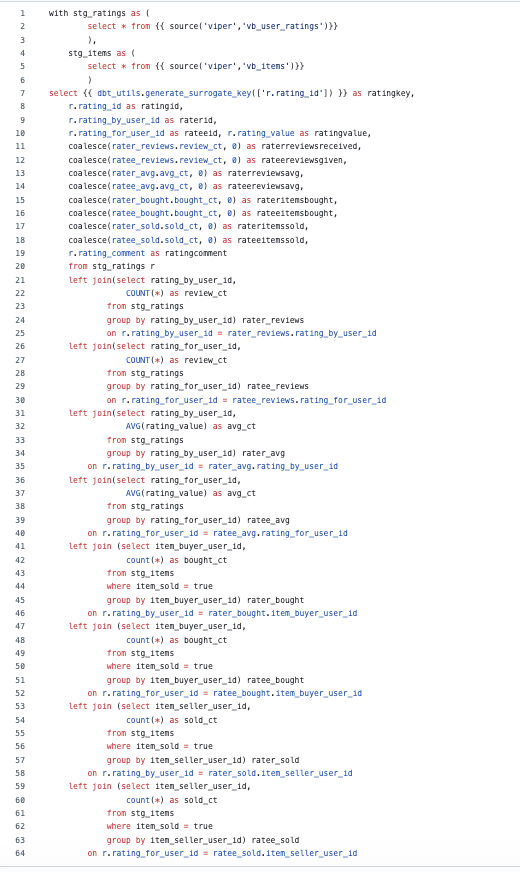 1 with stg_ratings as (
2 select * from {{ source('viper','vb_user_ratings')}}
3 ),
4 stg_items as (
5 select * from {{ source('viper','vb_items')}}
6 )
7 select {{ dbt_utils.generate_surrogate_key(['r.rating_id']) }} as ratingkey,
8 r.rating_id as ratingid,
9 r.rating_by_user_id as raterid,
10 r.rating_for_user_id as rateeid, r.rating_value as ratingvalue,
11 coalesce(rater_reviews.review_ct, 0) as raterreviewsreceived,
12 coalesce(ratee_reviews.review_ct, 0) as rateereviewsgiven,
13 coalesce(rater_avg.avg_ct, 0) as raterreviewsavg,
14 coalesce(ratee_avg.avg_ct, 0) as rateereviewsavg,
15 coalesce(rater_bought.bought_ct, 0) as rateritemsbought,
16 coalesce(ratee_bought.bought_ct, 0) as rateeitemsbought,
17 coalesce(rater_sold.sold_ct, 0) as rateritemssold,
18 coalesce(ratee_sold.sold_ct, 0) as rateeitemssold,
19 r.rating_comment as ratingcomment
20 from stg_ratings r
21 left join(select rating_by_user_id,
22 COUNT(*) as review_ct
23 from stg_ratings
24 group by rating_by_user_id) rater_reviews
25 on r.rating_by_user_id = rater_reviews.rating_by_user_id
26 left join(select rating_for_user_id,
27 COUNT(*) as review_ct
28 from stg_ratings
29 group by rating_for_user_id) ratee_reviews
30 on r.rating_for_user_id = ratee_reviews.rating_for_user_id
31 left join(select rating_by_user_id,
32 AVG(rating_value) as avg_ct
33 from stg_ratings
34 group by rating_by_user_id) rater_avg
35 on r.rating_by_user_id = rater_avg.rating_by_user_id
36 left join(select rating_for_user_id,
37 AVG(rating_value) as avg_ct
38 from stg_ratings
39 group by rating_for_user_id) ratee_avg
40 on r.rating_for_user_id = ratee_avg.rating_for_user_id
41 left join (select item_buyer_user_id,
42 count(*) as bought_ct
43 from stg_items
44 where item_sold = true
45 group by item_buyer_user_id) rater_bought
46 on r.rating_by_user_id = rater_bought.item_buyer_user_id
47 left join (select item_buyer_user_id,
48 count(*) as bought_ct
49 from stg_items
50 where item_sold = true
51 group by item_buyer_user_id) ratee_bought
52 on r.rating_for_user_id = ratee_bought.item_buyer_user_id
53 left join (select item_seller_user_id,
54 count(*) as sold_ct
55 from stg_items
56 where item_sold = true
57 group by item_seller_user_id) rater_sold
58 on r.rating_by_user_id = rater_sold.item_seller_user_id
59 left join (select item_seller_user_id,
60 count(*) as sold_ct
61 from stg_items
62 where item_sold = true
63 group by item_seller_user_id) ratee_sold
64 on r.rating_for_user_id = ratee_sold.item_seller_user_id